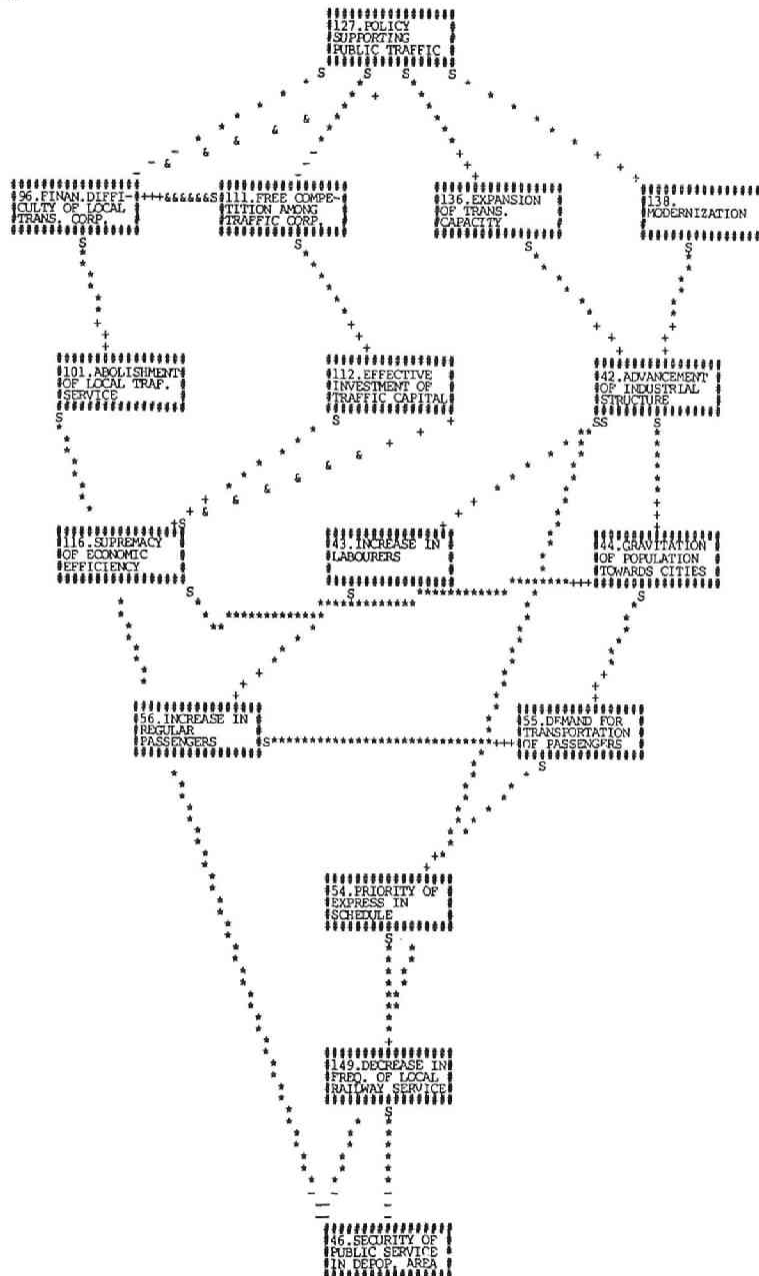 127.POLICY
SUPPORTING
PUBLIC TRAFFIC
96.FINAN.DIFFI-
CULTY OF LOCAL
TRANS. CORP.
111.FREE COMPE-
TITION AMONG
TRAFFIC CORP.
136.EXPANSION
OF TRANS.
CAPACITY
138.
MODERNIZATION
101.ABOLISHMENT
OF LOCAL TRAF.
SERVICE
112.EFFECTIVE
INVESTMENT OF
TRAFFIC CAPITAL
42.ADVANCEMENT
OF INDUSTRIAL
STRUCTURE
116.SUPREMACY
OF ECONOMIC
EFFICIENCY
43.INCREASE IN
LABOURERS
44.GRAVITATION
OF POPULATION
TOWARDS CITIES
56.INCREASE IN
REGULAR
PASSENGERS
55.DEMAND FOR
TRANSPORTATION
OF PASSENGERS
54.PRIORITY OF
EXPRESS IN
SCHEDULE
149.DECREASE IN
FREQ. OF LOCAL
RAILWAY SERVICE
46.SECURITY OF
PUBLIC SERVICE
IN DEPOP. AREA